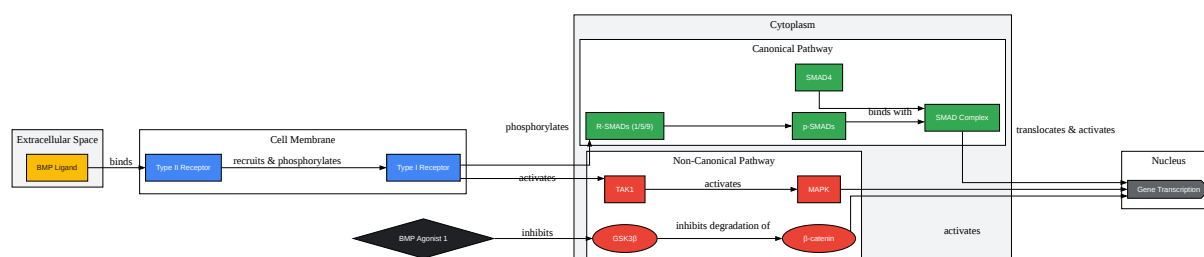 Cytoplasm
Canonical Pathway
SMAD4
binds with
SMAD Complex
R-SMADs (1/5/9)
p-SMADs
phosphorylates
translocates & activates
Extracellular Space
BMP Ligand
binds
Cell Membrane
Type II Receptor
recruits & phosphorylates
Type I Receptor
activates
Non-Canonical Pathway
TAK1
activates
MAPK
Nucleus
Gene Transcription
BMP Agonist 1
inhibits
GSK3β
inhibits degradation of
β-catenin
activates